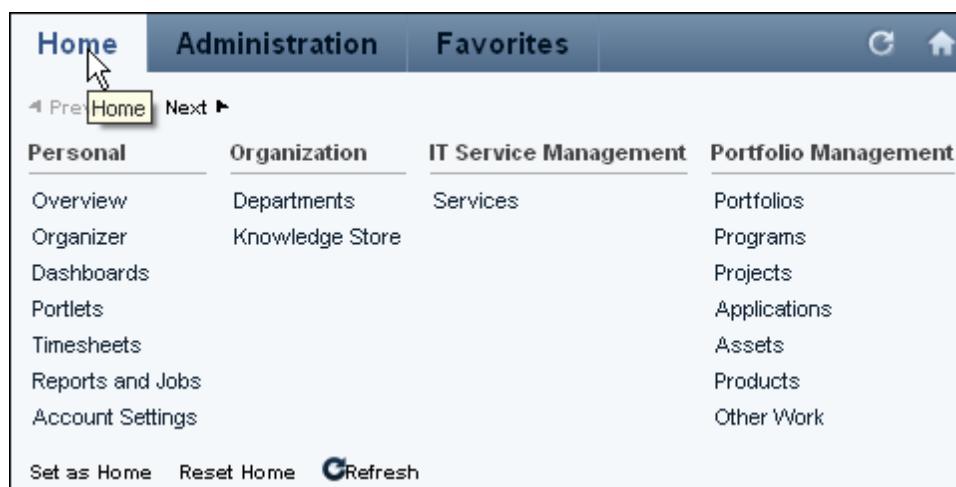 Home Administration Favorites
Prev Home Next
Personal Organization IT Service Management Portfolio Management
Overview Departments Services Portfolios
Organizer Knowledge Store Programs
Dashboards Projects
Portlets Applications
Timesheets Assets
Reports and Jobs Products
Account Settings Other Work
Set as Home Reset Home Refresh